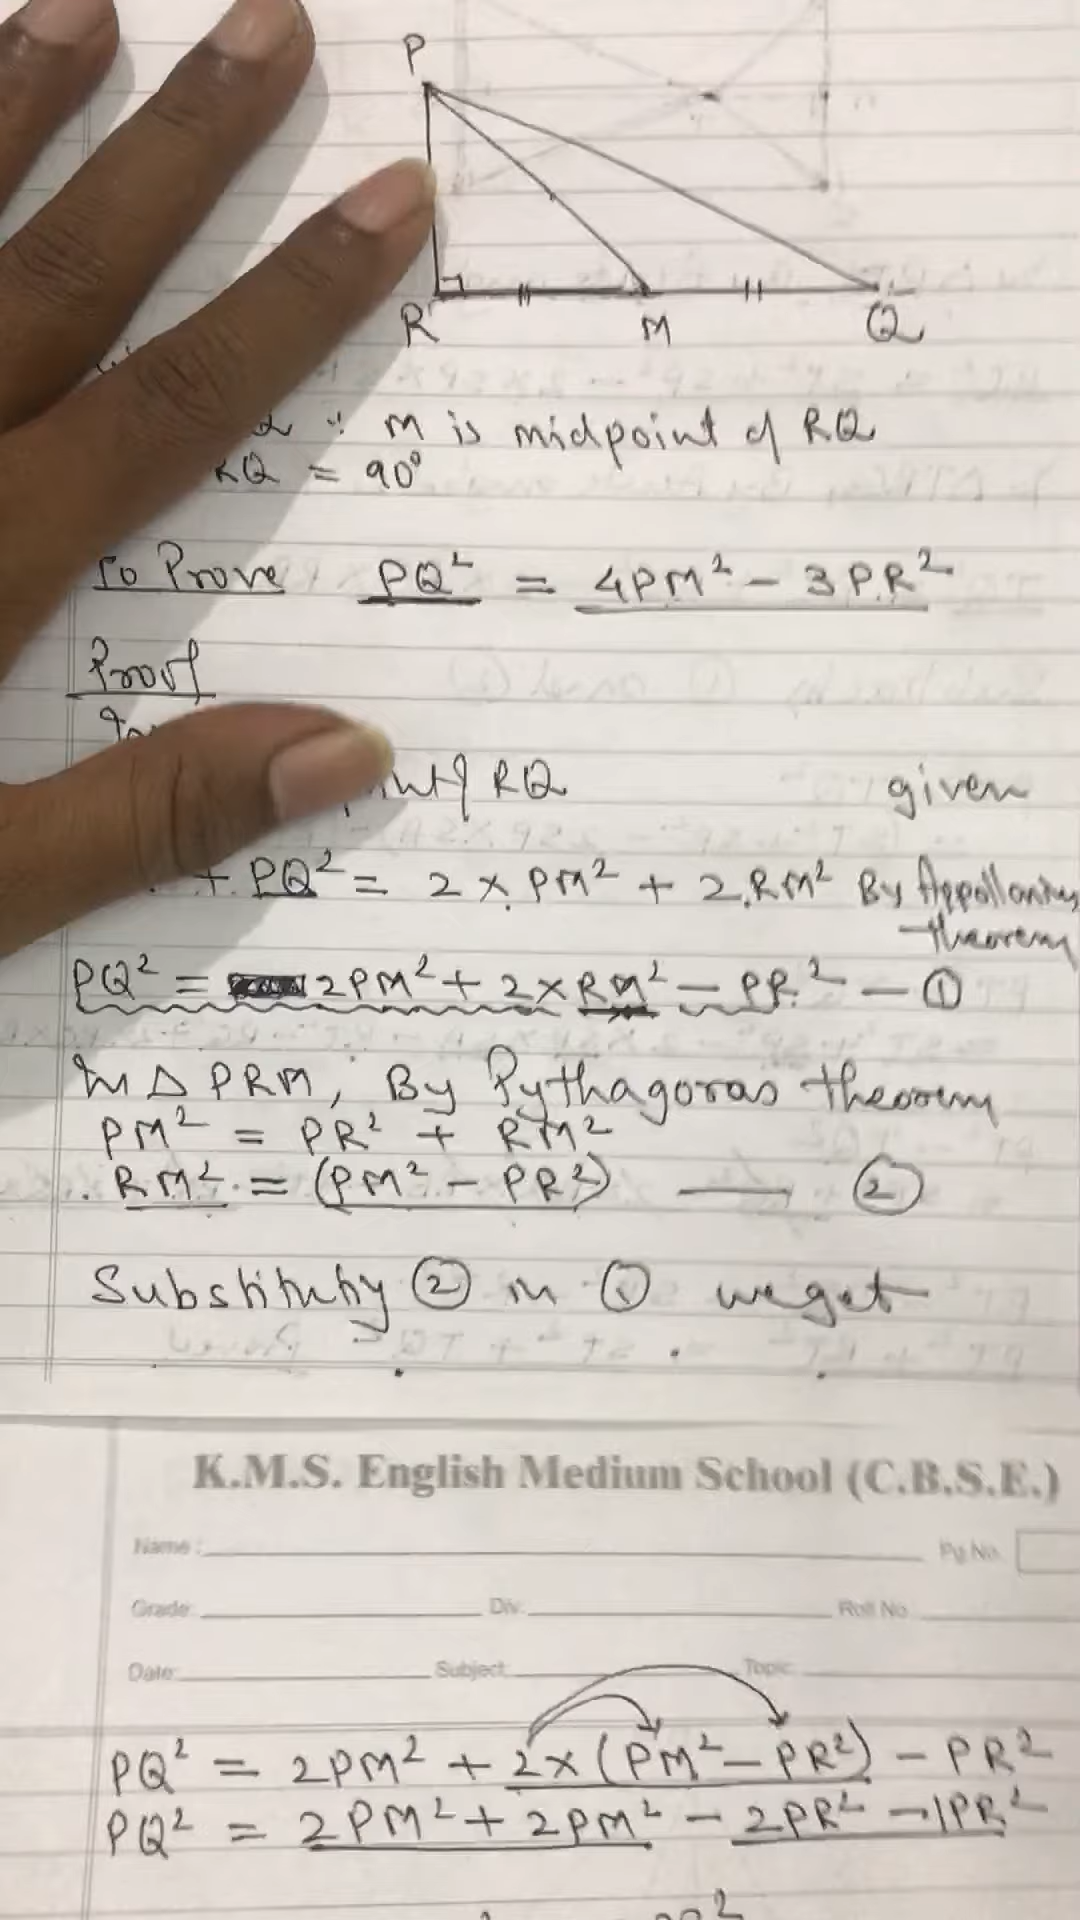 P
R M Q
M is midpoint of RQ
RQ = 90°
To Prove PQ² = 4PM² - 3PR²
Proof
RQ given
+ PQ² = 2 × PM² + 2 RM² By Appollonius
theorem
PQ² = 2PM² + 2 × RM² - PR² — ①
In △ PRM, By Pythagoras theorem
PM² = PR² + RM²
RM² = (PM² - PR²) — ②
Substituting ② in ① we get
K.M.S. English Medium School (C.B.S.E.)
Name: Pg No.
Grade: Div: Roll No.
Date: Subject: Topic:
PQ² = 2PM² + 2 × (PM² - PR²) - PR²
PQ² = 2PM² + 2PM² - 2PR² - 1PR²